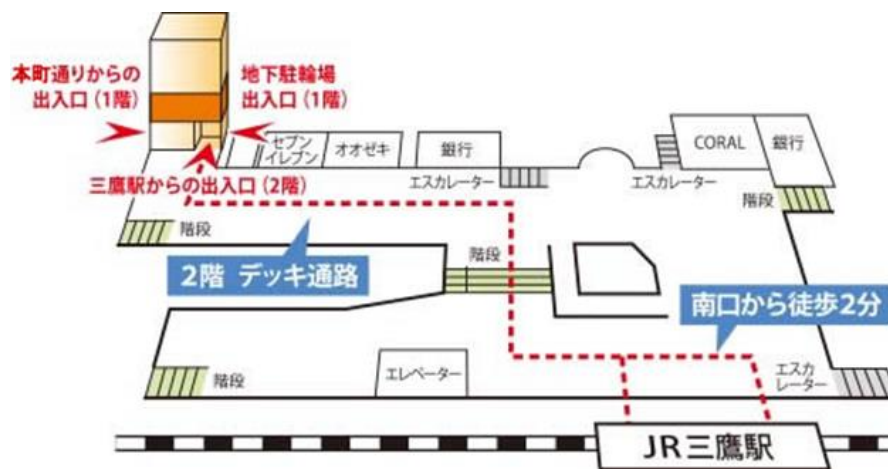 本町通りからの
出入口（1階）
地下駐輪場
出入口（1階）
セブン
イレブン
オオゼキ
銀行
CORAL
銀行
三鷹駅からの出入口（2階）
エスカレーター
エスカレーター
階段
階段
2階 デッキ通路
階段
南口から徒歩2分
階段
エレベーター
エスカ
レーター
JR三鷹駅